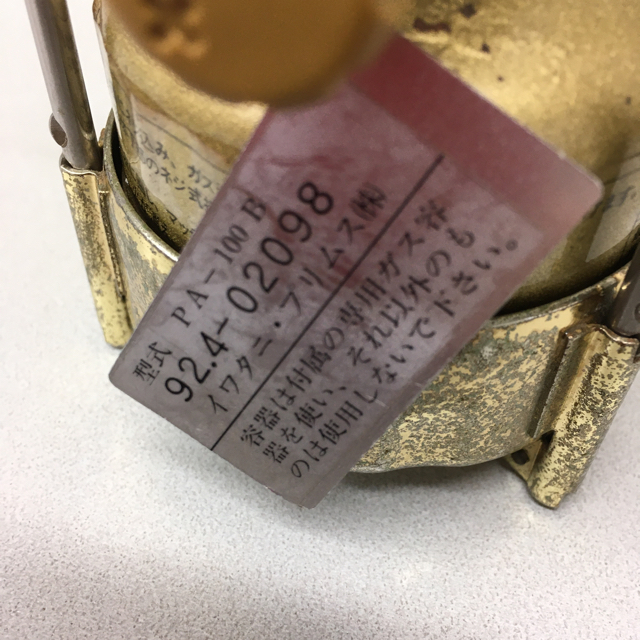 型式 PA-100 B
92.4-02098
イワタニ・プリムス㈱
容器は付属の専用ガス容
器を使い、それ以外のも
のは使用しないで下さい。